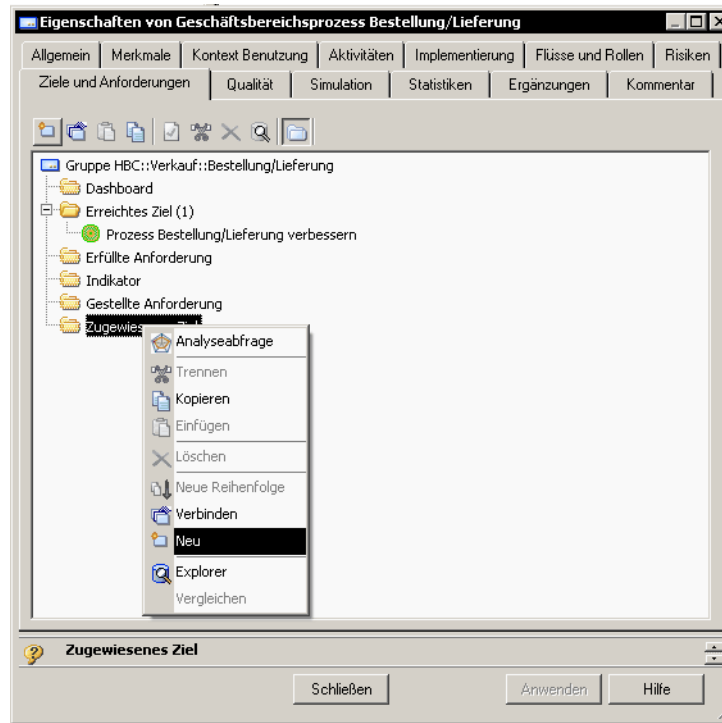 Eigenschaften von Geschäftsbereichsprozess Bestellung/Lieferung
Allgemein Merkmale Kontext Benutzung Aktivitäten Implementierung Flüsse und Rollen Risiken
Ziele und Anforderungen Qualität Simulation Statistiken Ergänzungen Kommentar
Gruppe HBC::Verkauf::Bestellung/Lieferung
Dashboard
Erreichtes Ziel (1)
Prozess Bestellung/Lieferung verbessern
Erfüllte Anforderung
Indikator
Gestellte Anforderung
Analyseabfrage
Trennen
Kopieren
Einfügen
Löschen
Neue Reihenfolge
Verbinden
Neu
Explorer
Vergleichen
Zugewiesenes Ziel
Schließen Anwenden Hilfe